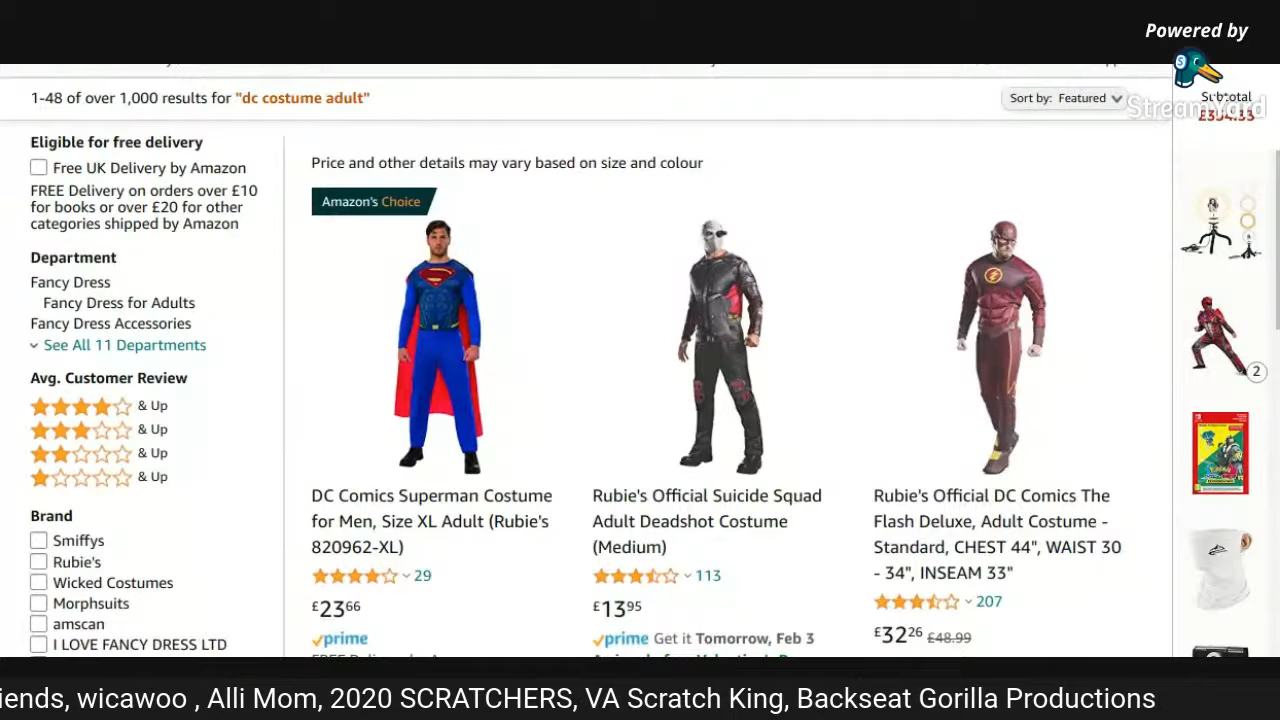 Powered by
StreamYard
1-48 of over 1,000 results for "dc costume adult"
Sort by: Featured
Subtotal
£354.33
Eligible for free delivery
Free UK Delivery by Amazon
FREE Delivery on orders over £10
for books or over £20 for other
categories shipped by Amazon
Department
Fancy Dress
Fancy Dress for Adults
Fancy Dress Accessories
See All 11 Departments
Avg. Customer Review
& Up
& Up
& Up
& Up
Brand
Smiffys
Rubie's
Wicked Costumes
Morphsuits
amscan
I LOVE FANCY DRESS LTD
Price and other details may vary based on size and colour
Amazon's Choice
DC Comics Superman Costume
for Men, Size XL Adult (Rubie's
820962-XL)
29
£23.66
prime
Rubie's Official Suicide Squad
Adult Deadshot Costume
(Medium)
113
£13.95
prime Get it Tomorrow, Feb 3
Rubie's Official DC Comics The
Flash Deluxe, Adult Costume -
Standard, CHEST 44", WAIST 30
- 34", INSEAM 33"
207
£32.26 £48.99
2
iends, wicawoo , Alli Mom, 2020 SCRATCHERS, VA Scratch King, Backseat Gorilla Productions